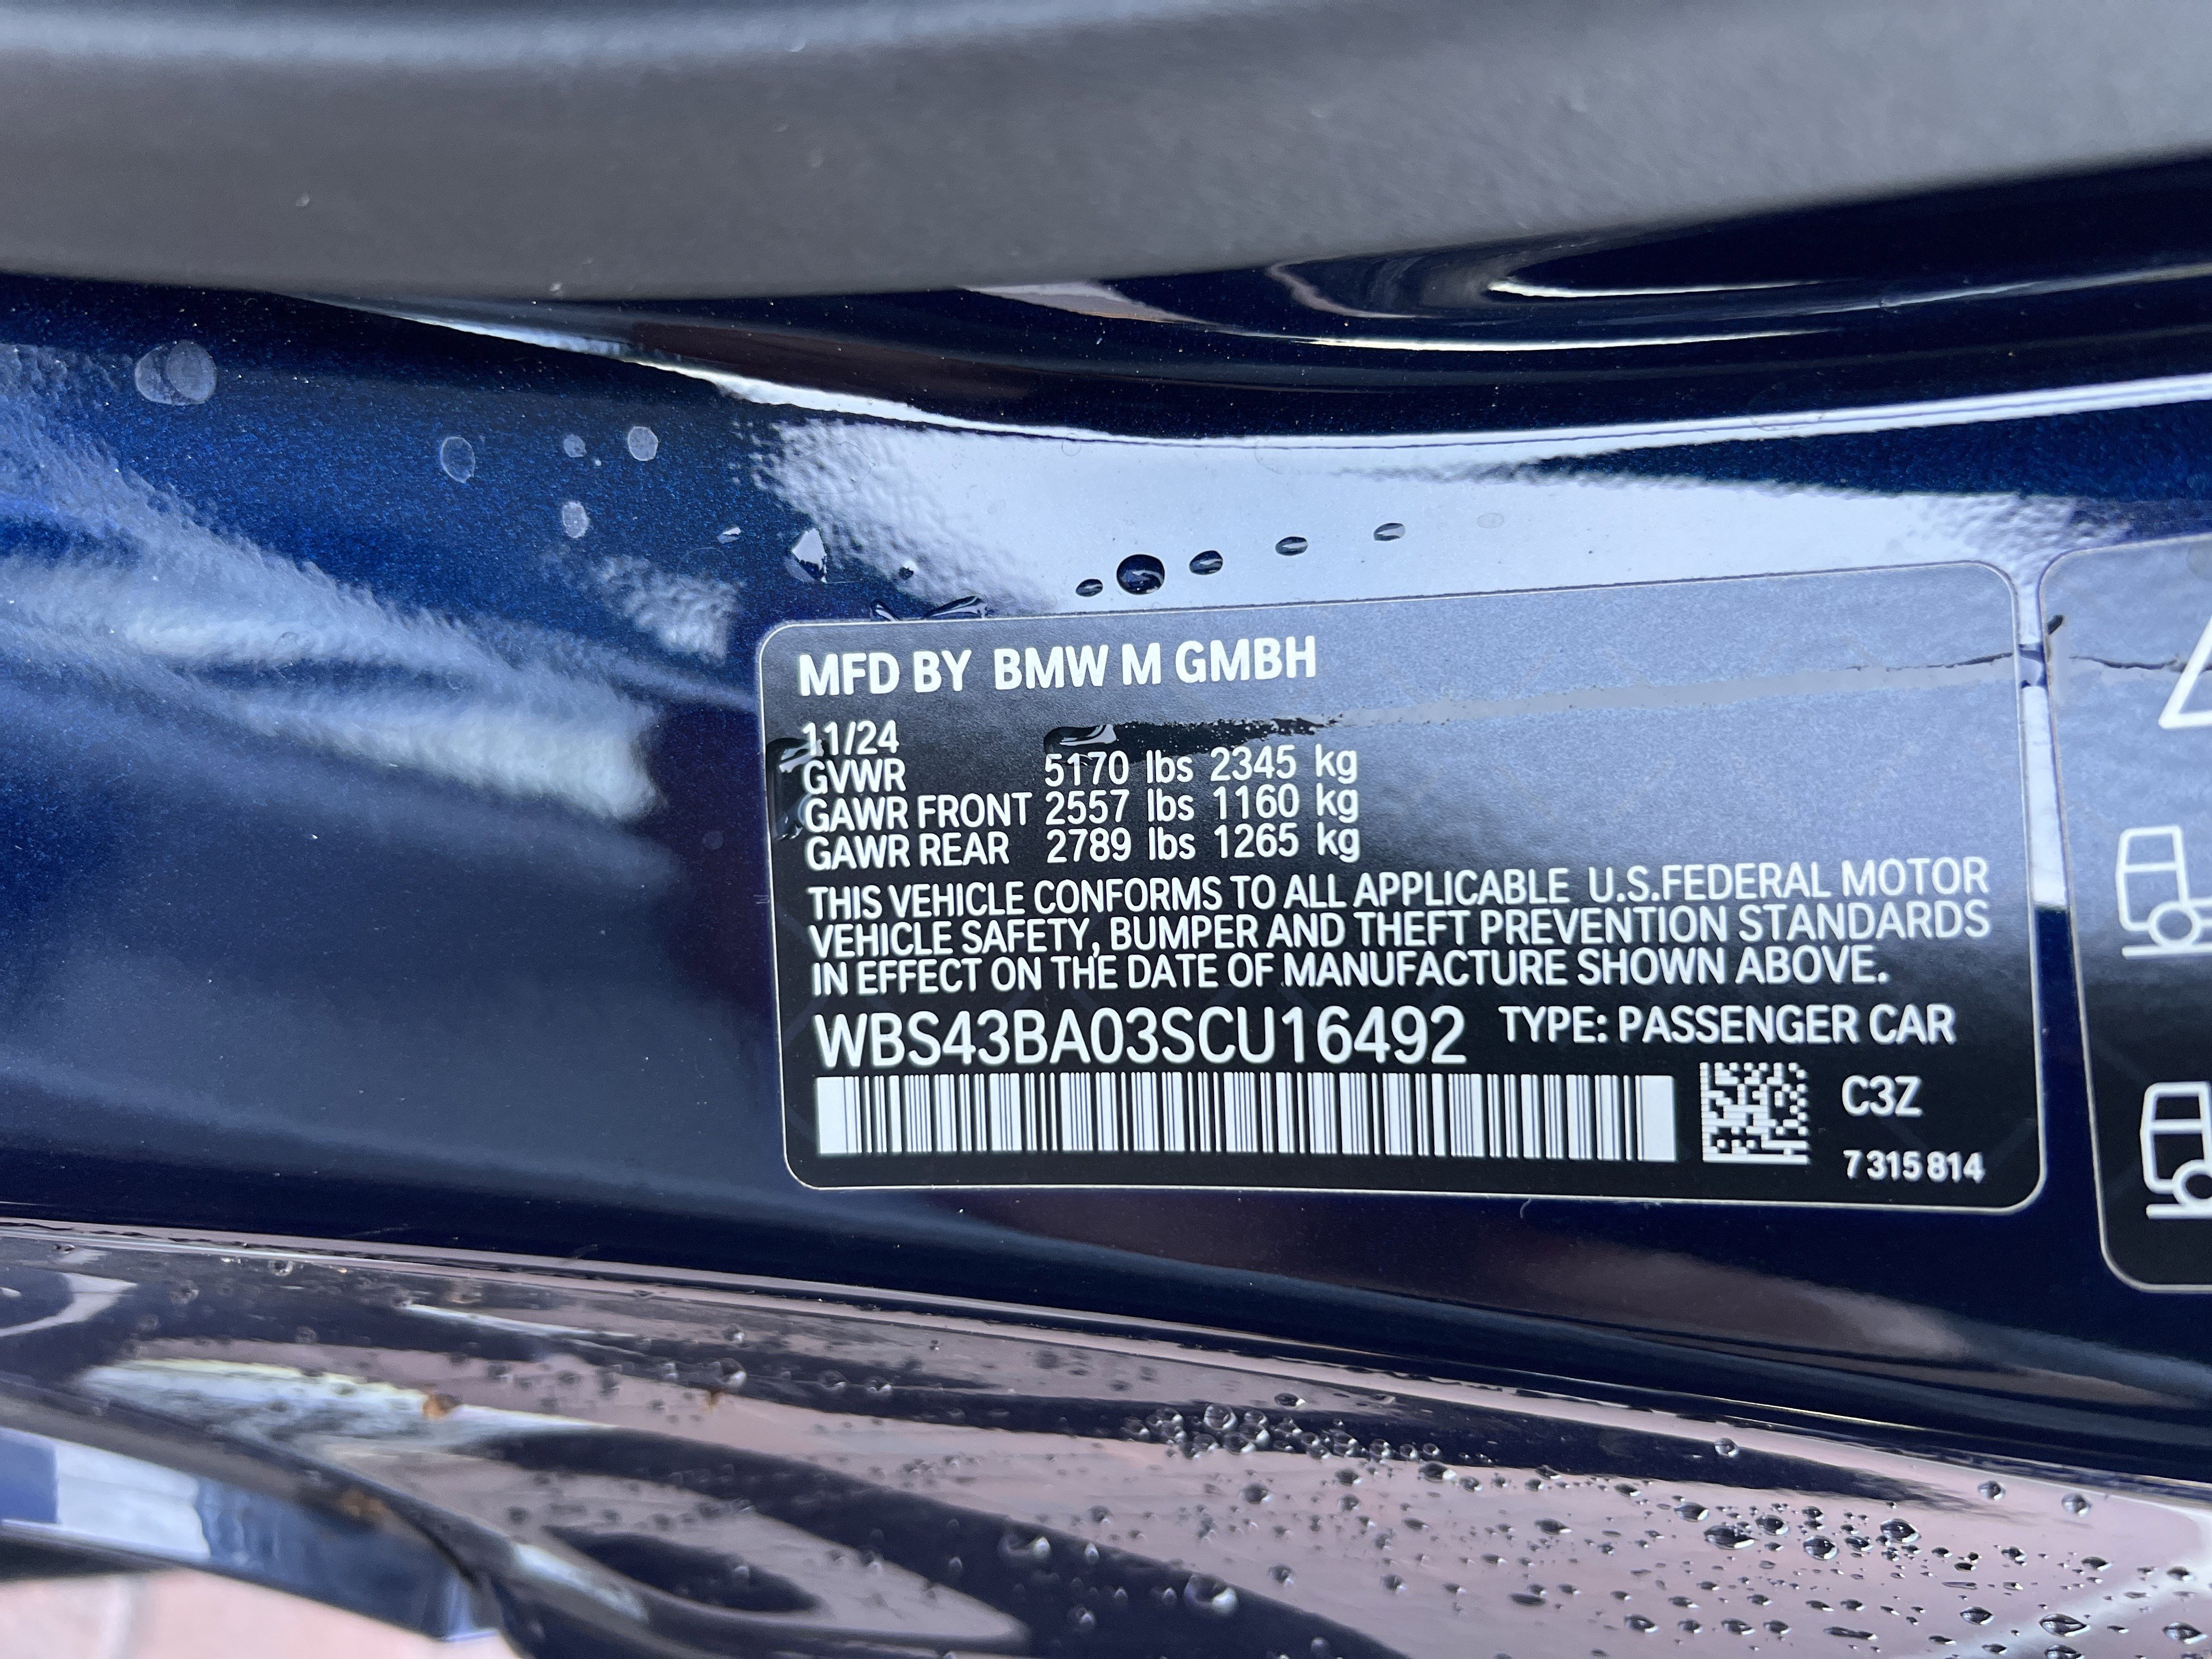 MFD BY BMW M GMBH
11/24
GVWR 5170 lbs 2345 kg
GAWR FRONT 2557 lbs 1160 kg
GAWR REAR 2789 lbs 1265 kg
THIS VEHICLE CONFORMS TO ALL APPLICABLE U.S.FEDERAL MOTOR
VEHICLE SAFETY, BUMPER AND THEFT PREVENTION STANDARDS
IN EFFECT ON THE DATE OF MANUFACTURE SHOWN ABOVE.
WBS43BA03SCU16492 TYPE: PASSENGER CAR
C3Z
7 315 814